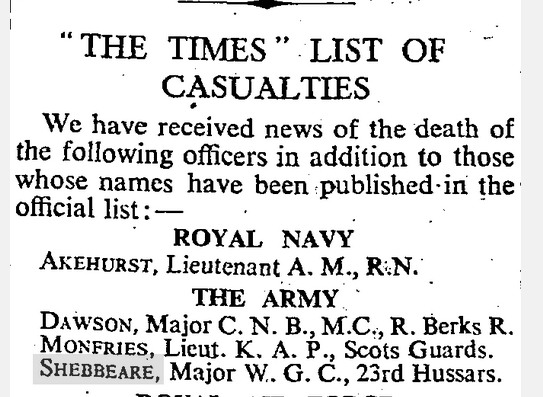 "THE TIMES" LIST OF
CASUALTIES
We have received news of the death of
the following officers in addition to those
whose names have been published in the
official list:—
ROYAL NAVY
AKEHURST, Lieutenant A. M., R.N.
THE ARMY
DAWSON, Major C. N. B., M.C., R. Berks R.
MONFRIES, Lieut. K. A. P., Scots Guards.
SHEBBEARE, Major W. G. C., 23rd Hussars.